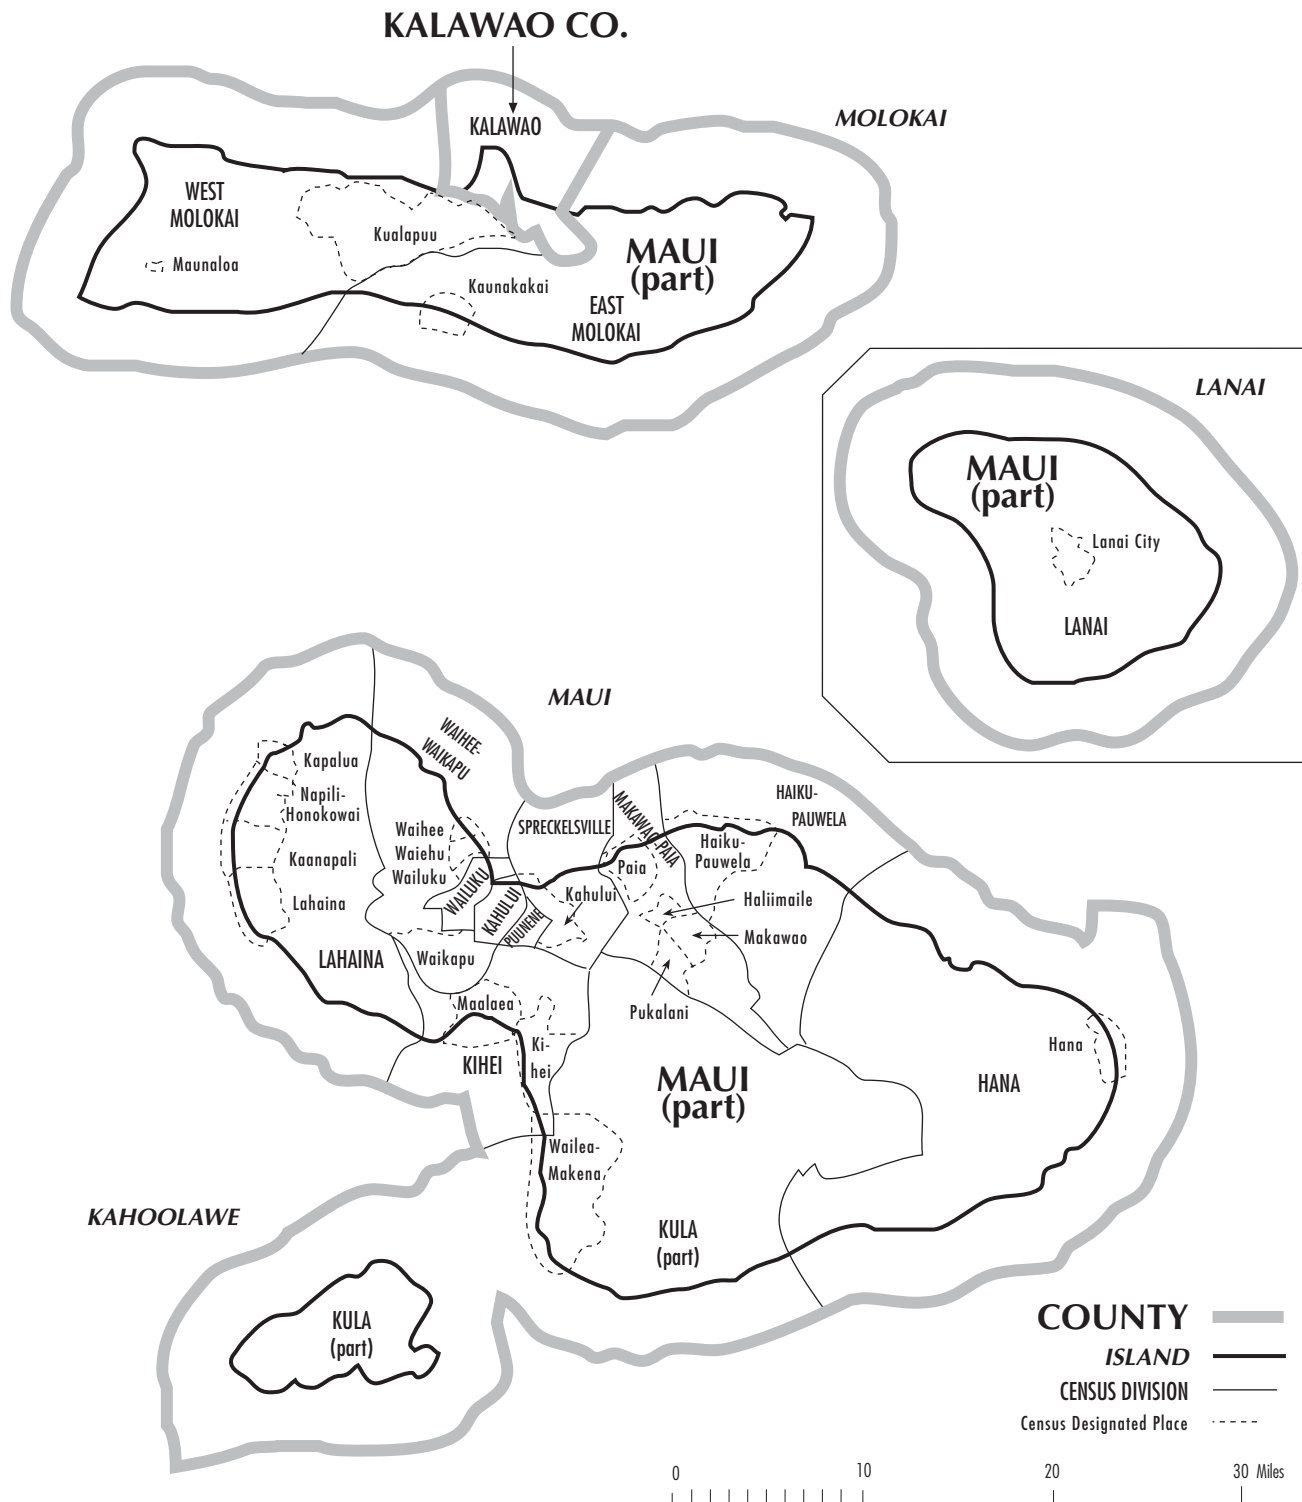 KALAWAO CO.
MOLOKAI
KALAWAO
WEST
MOLOKAI
Kualapuu
Maunaloa
MAUI
(part)
Kaunakakai
EAST
MOLOKAI
LANAI
MAUI
(part)
Lanai City
LANAI
MAUI
WAIHEE-
WAIKAPU
Kapalua
Napili-
Honokowai
Kaanapali
Lahaina
LAHAINA
Waihee
Waiehu
Wailuku
WAILUKU
KAHULUI
PUUNENE
SPRECKELSVILLE
MAKAWAO-PAIA
HAIKU-
PAUWELA
Haiku-
Pauwela
Paia
Kahului
Haliimaile
Makawao
Pukalani
Waikapu
Maalaea
KIHEI
Ki-
hei
MAUI
(part)
Hana
HANA
Wailea-
Makena
KULA
(part)
KAHOOLAWE
KULA
(part)
COUNTY
ISLAND
CENSUS DIVISION
Census Designated Place
0 10 20 30 Miles